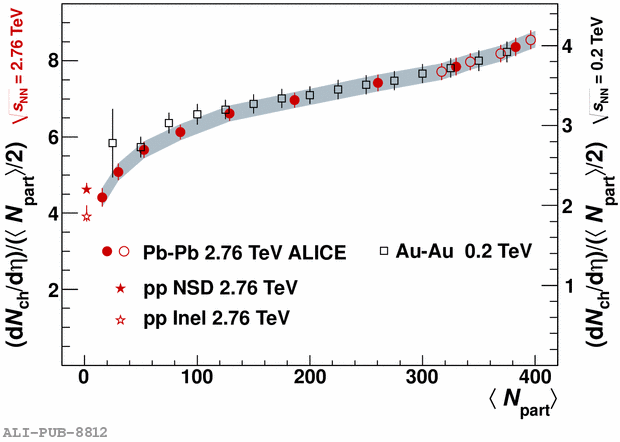 √sNN = 2.76 TeV
(dNch/dη)/(⟨Npart⟩/2)
8
6
4
2
0 100 200 300 400
⟨Npart⟩
√sNN = 0.2 TeV
(dNch/dη)/(⟨Npart⟩/2)
4
3
2
1
Pb-Pb 2.76 TeV ALICE
Au-Au 0.2 TeV
pp NSD 2.76 TeV
pp Inel 2.76 TeV
ALI-PUB-8812